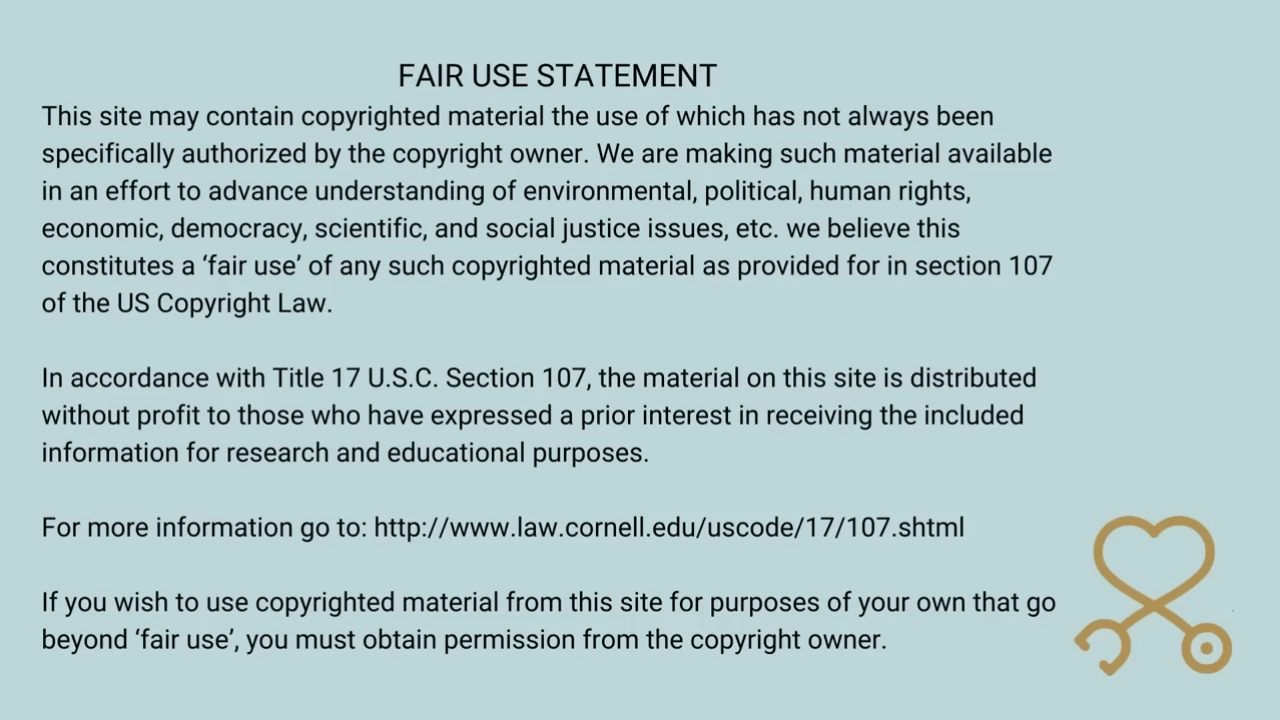 FAIR USE STATEMENT
This site may contain copyrighted material the use of which has not always been
specifically authorized by the copyright owner. We are making such material available
in an effort to advance understanding of environmental, political, human rights,
economic, democracy, scientific, and social justice issues, etc. we believe this
constitutes a ‘fair use’ of any such copyrighted material as provided for in section 107
of the US Copyright Law.
In accordance with Title 17 U.S.C. Section 107, the material on this site is distributed
without profit to those who have expressed a prior interest in receiving the included
information for research and educational purposes.
For more information go to: http://www.law.cornell.edu/uscode/17/107.shtml
If you wish to use copyrighted material from this site for purposes of your own that go
beyond ‘fair use’, you must obtain permission from the copyright owner.